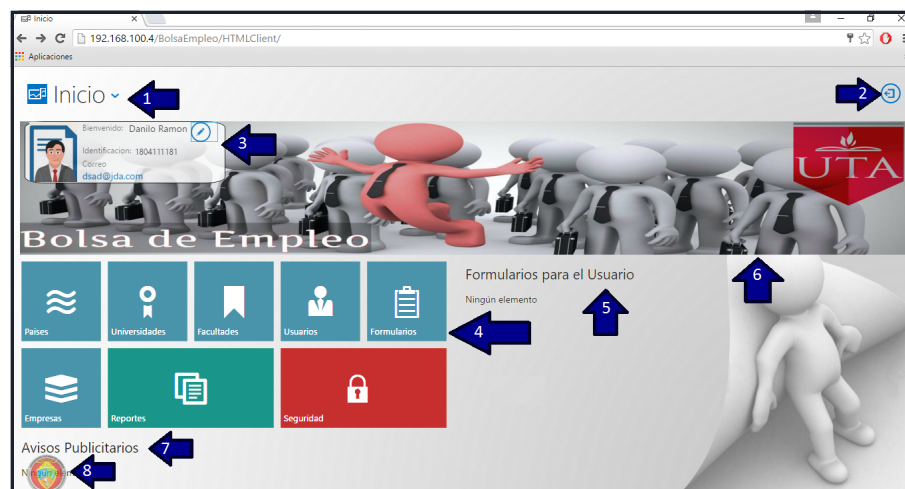 Inicio
192.168.100.4/BolsaEmpleo/HTMLClient/
Aplicaciones
Inicio
1
2
Bienvenido: Danilo Ramon
Identificacion: 1804111181
Correo
dsad@jda.com
3
UTA
Bolsa de Empleo
6
Formularios para el Usuario
Ningún elemento
5
Paises
Universidades
Facultades
Usuarios
Formularios
4
Empresas
Reportes
Seguridad
Avisos Publicitarios
7
8